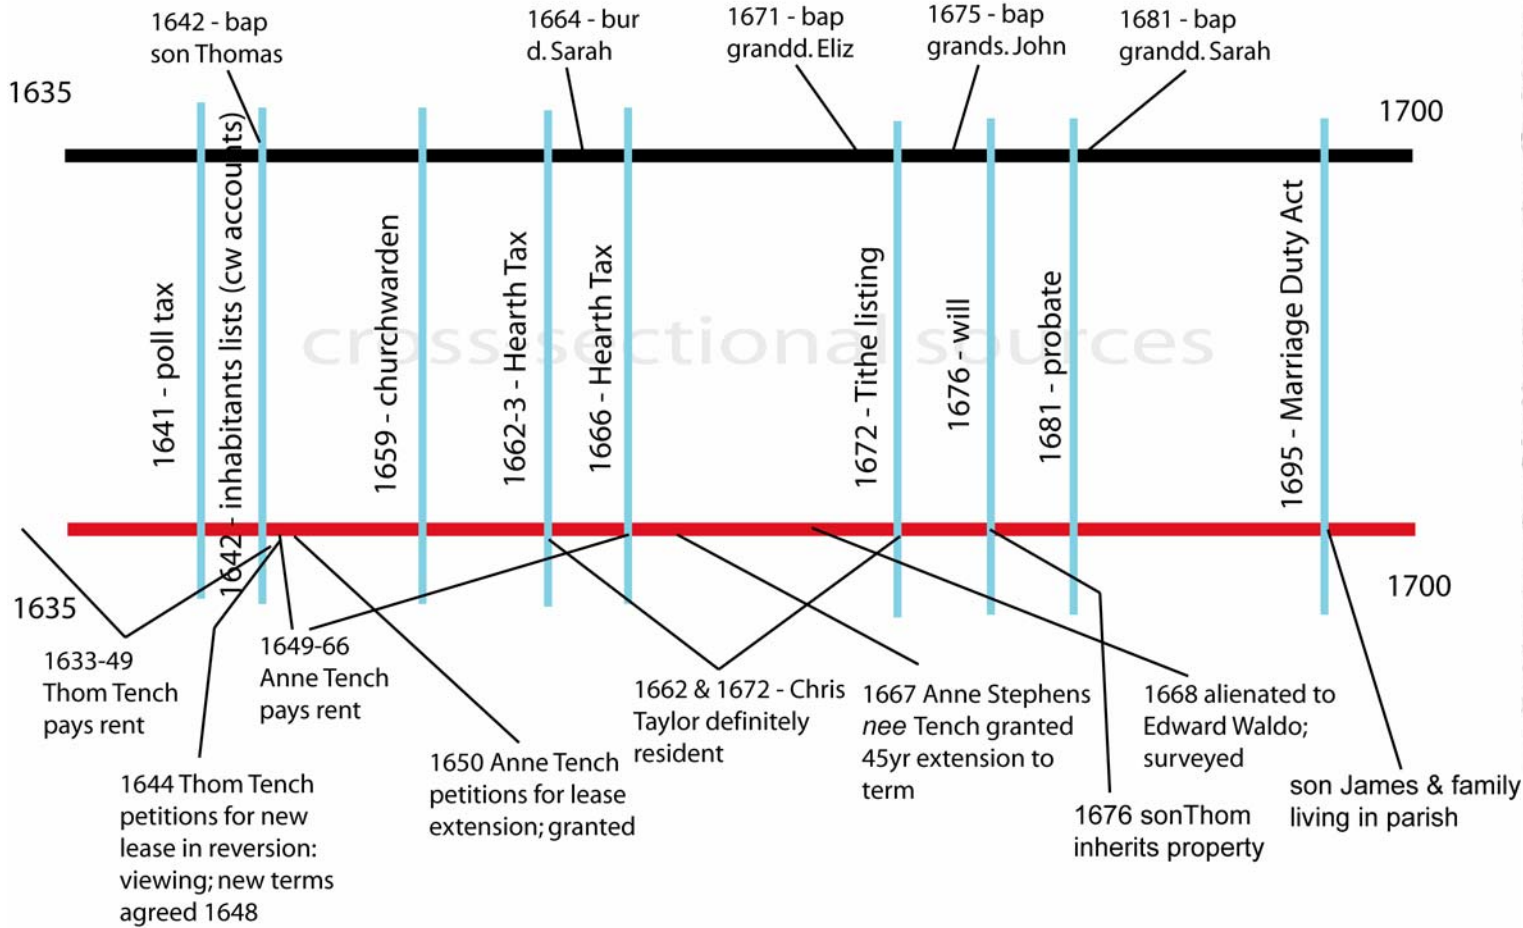 1642 - bap
son Thomas
1664 - bur
d. Sarah
1671 - bap
grandd. Eliz
1675 - bap
grands. John
1681 - bap
grandd. Sarah
1635
1700
1641 - poll tax
1642 - inhabitants lists (cw accounts)
1659 - churchwarden
1662-3 - Hearth Tax
1666 - Hearth Tax
1672 - Tithe listing
1676 - will
1681 - probate
1695 - Marriage Duty Act
cross sectional sources
1635
1700
1633-49
Thom Tench
pays rent
1644 Thom Tench
petitions for new
lease in reversion:
viewing; new terms
agreed 1648
1649-66
Anne Tench
pays rent
1650 Anne Tench
petitions for lease
extension; granted
1662 & 1672 - Chris
Taylor definitely
resident
1667 Anne Stephens
nee Tench granted
45yr extension to
term
1668 alienated to
Edward Waldo;
surveyed
1676 sonThom
inherits property
son James & family
living in parish